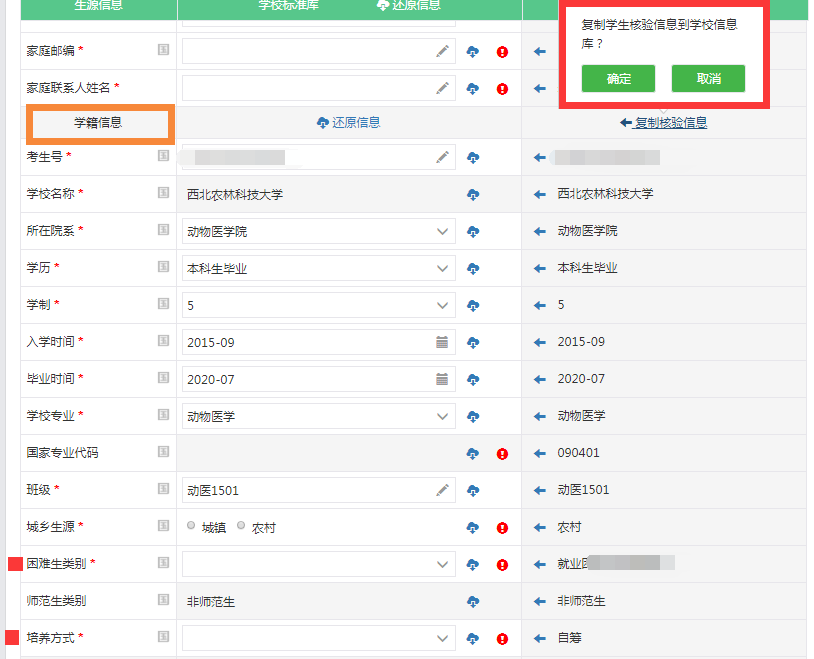 生源信息 学校标准库 还原信息
复制学生核验信息到学校信息
库？
确定 取消
家庭邮编 *
家庭联系人姓名 *
学籍信息 还原信息 复制核验信息
考生号 *
学校名称 * 西北农林科技大学 西北农林科技大学
所在院系 * 动物医学院 动物医学院
学历 * 本科生毕业 本科生毕业
学制 * 5 5
入学时间 * 2015-09 2015-09
毕业时间 * 2020-07 2020-07
学校专业 * 动物医学 动物医学
国家专业代码 090401
班级 * 动医1501 动医1501
城乡生源 * 城镇 农村 农村
困难生类别 * 就业
师范生类别 非师范生 非师范生
培养方式 * 自筹